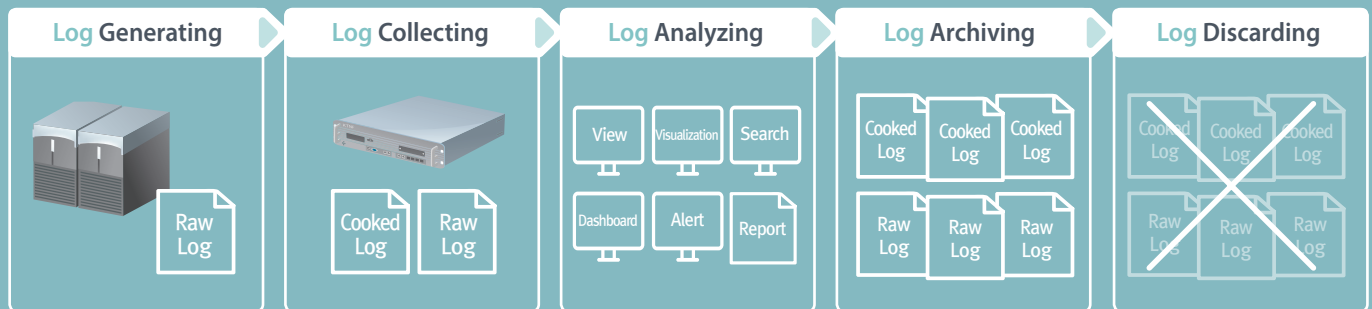 Log Generating
Log Collecting
Log Analyzing
Log Archiving
Log Discarding
Raw
Log
Cooked
Log
Raw
Log
View
Visualization
Search
Dashboard
Alert
Report
Cooked
Log
Cooked
Log
Cooked
Log
Raw
Log
Raw
Log
Raw
Log
Cooked
Log
Cooked
Log
Cooked
Log
Raw
Log
Raw
Log
Raw
Log